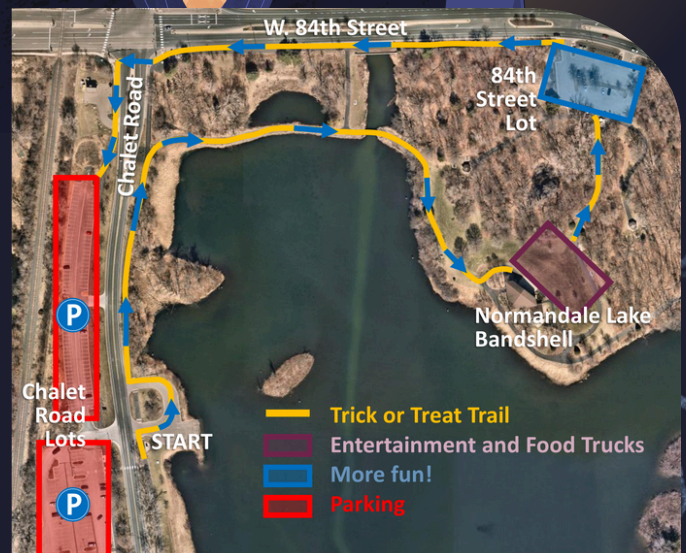 W. 84th Street
84th
Street
Lot
Chalet Road
P
Normandale Lake
Bandshell
Chalet
Road
Lots
START
P
Trick or Treat Trail
Entertainment and Food Trucks
More fun!
Parking